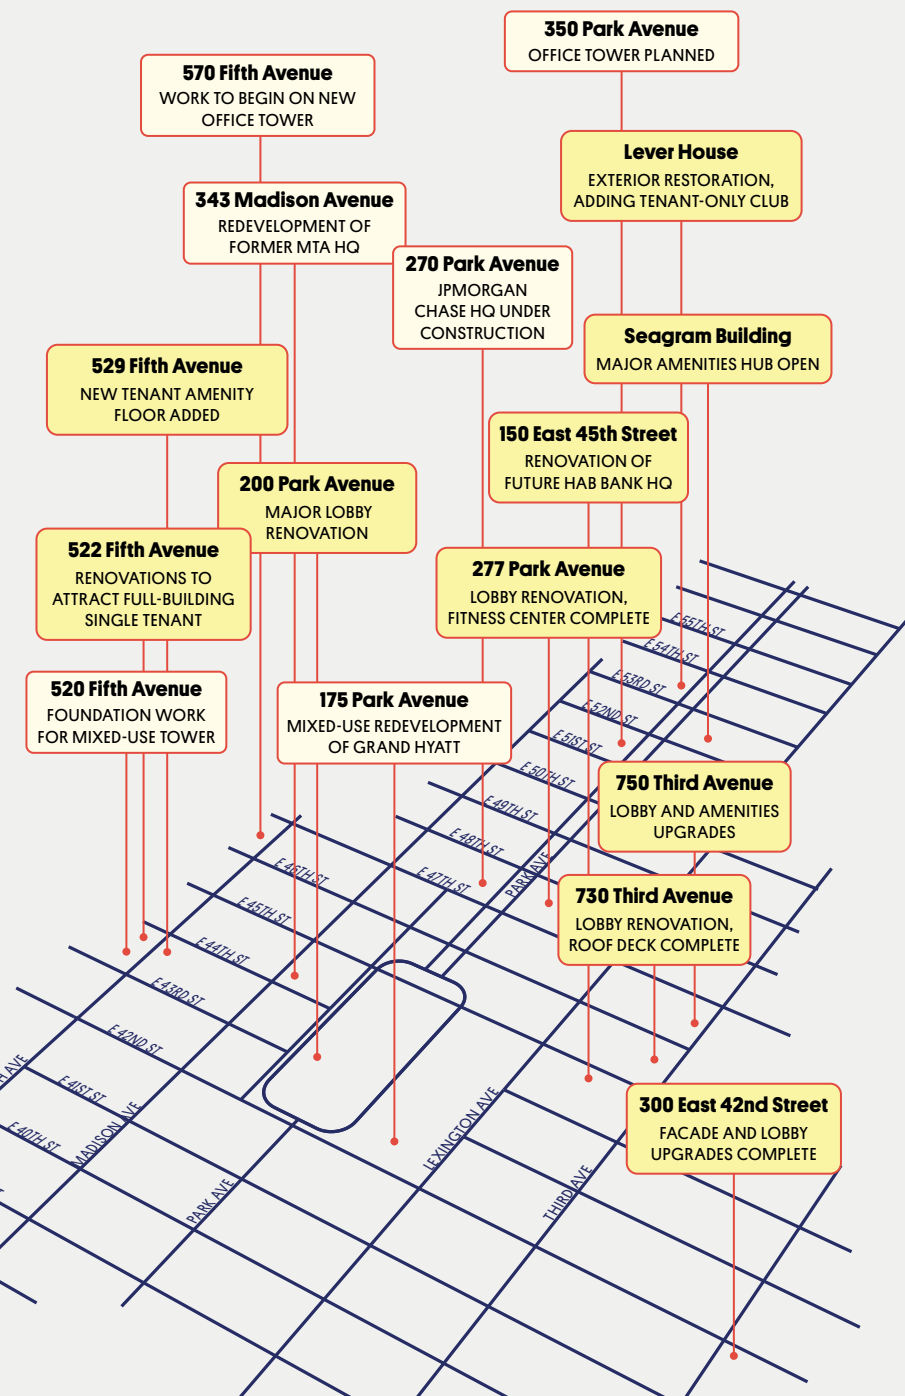 350 Park Avenue
OFFICE TOWER PLANNED
570 Fifth Avenue
WORK TO BEGIN ON NEW
OFFICE TOWER
Lever House
EXTERIOR RESTORATION,
ADDING TENANT-ONLY CLUB
343 Madison Avenue
REDEVELOPMENT OF
FORMER MTA HQ
270 Park Avenue
JPMORGAN
CHASE HQ UNDER
CONSTRUCTION
Seagram Building
MAJOR AMENITIES HUB OPEN
529 Fifth Avenue
NEW TENANT AMENITY
FLOOR ADDED
150 East 45th Street
RENOVATION OF
FUTURE HAB BANK HQ
200 Park Avenue
MAJOR LOBBY
RENOVATION
522 Fifth Avenue
RENOVATIONS TO
ATTRACT FULL-BUILDING
SINGLE TENANT
277 Park Avenue
LOBBY RENOVATION,
FITNESS CENTER COMPLETE
520 Fifth Avenue
FOUNDATION WORK
FOR MIXED-USE TOWER
175 Park Avenue
MIXED-USE REDEVELOPMENT
OF GRAND HYATT
750 Third Avenue
LOBBY AND AMENITIES
UPGRADES
730 Third Avenue
LOBBY RENOVATION,
ROOF DECK COMPLETE
300 East 42nd Street
FACADE AND LOBBY
UPGRADES COMPLETE
E 55TH ST
E 54TH ST
E 53RD ST
E 52ND ST
E 51ST ST
E 50TH ST
E 49TH ST
E 48TH ST
E 47TH ST
E 46TH ST
E 45TH ST
E 44TH ST
E 43RD ST
E 42ND ST
E 41ST ST
E 40TH ST
PARK AVE
H AVE
MADISON AVE
PARK AVE
LEXINGTON AVE
THIRD AVE